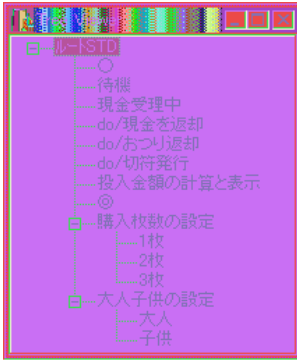 ルートSTD
○
待機
現金受理中
do/現金を返却
do/おつり返却
do/切符発行
投入金額の計算と表示
◎
購入枚数の設定
1枚
2枚
3枚
大人子供の設定
大人
子供